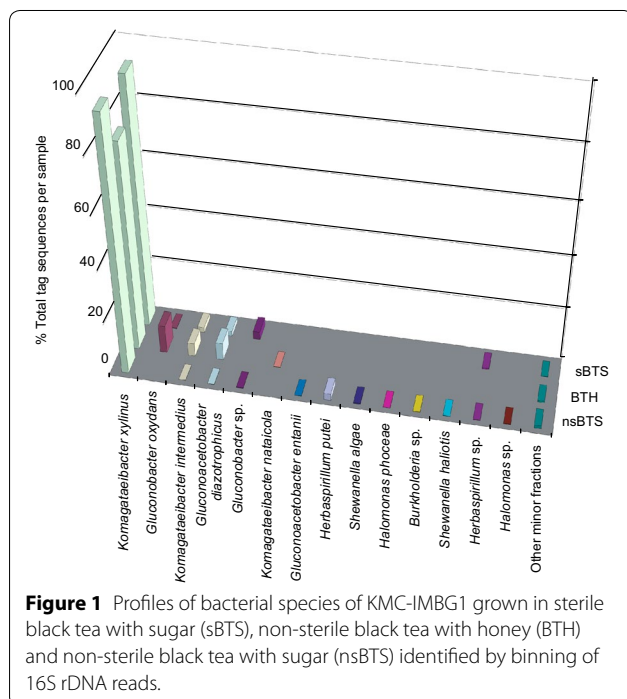 % Total tag sequences per sample
100
80
60
40
20
0
sBTS
BTH
nsBTS
Komagataeibacter xylinus
Gluconobacter oxydans
Komagataeibacter intermedius
Gluconoacetobacter
diazotrophicus
Gluconobader sp.
Komagataeibacter nataicola
Gluconoacetobacter entanii
Herbaspirillum putei
Shewanella algae
Halomonas phoceae
Burkholderia sp.
Shewanella haliotis
Herbaspirillum sp.
Halomonas sp.
Other minor fractions
Figure 1 Profiles of bacterial species of KMC-IMBG1 grown in sterile
black tea with sugar (sBTS), non-sterile black tea with honey (BTH)
and non-sterile black tea with sugar (nsBTS) identified by binning of
16S rDNA reads.